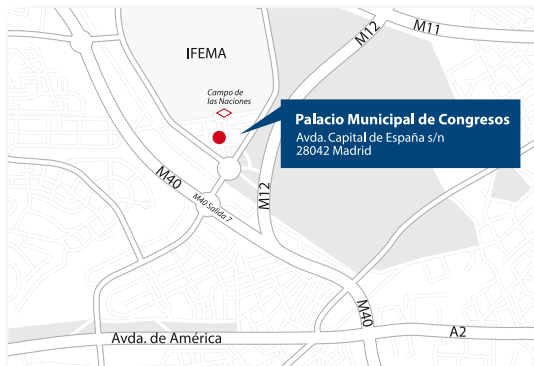 M12
M11
IFEMA
Campo de
las Naciones
Palacio Municipal de Congresos
Avda. Capital de España s/n
28042 Madrid
M40
M12
M40 Salida 7
M40
Avda. de América
A2